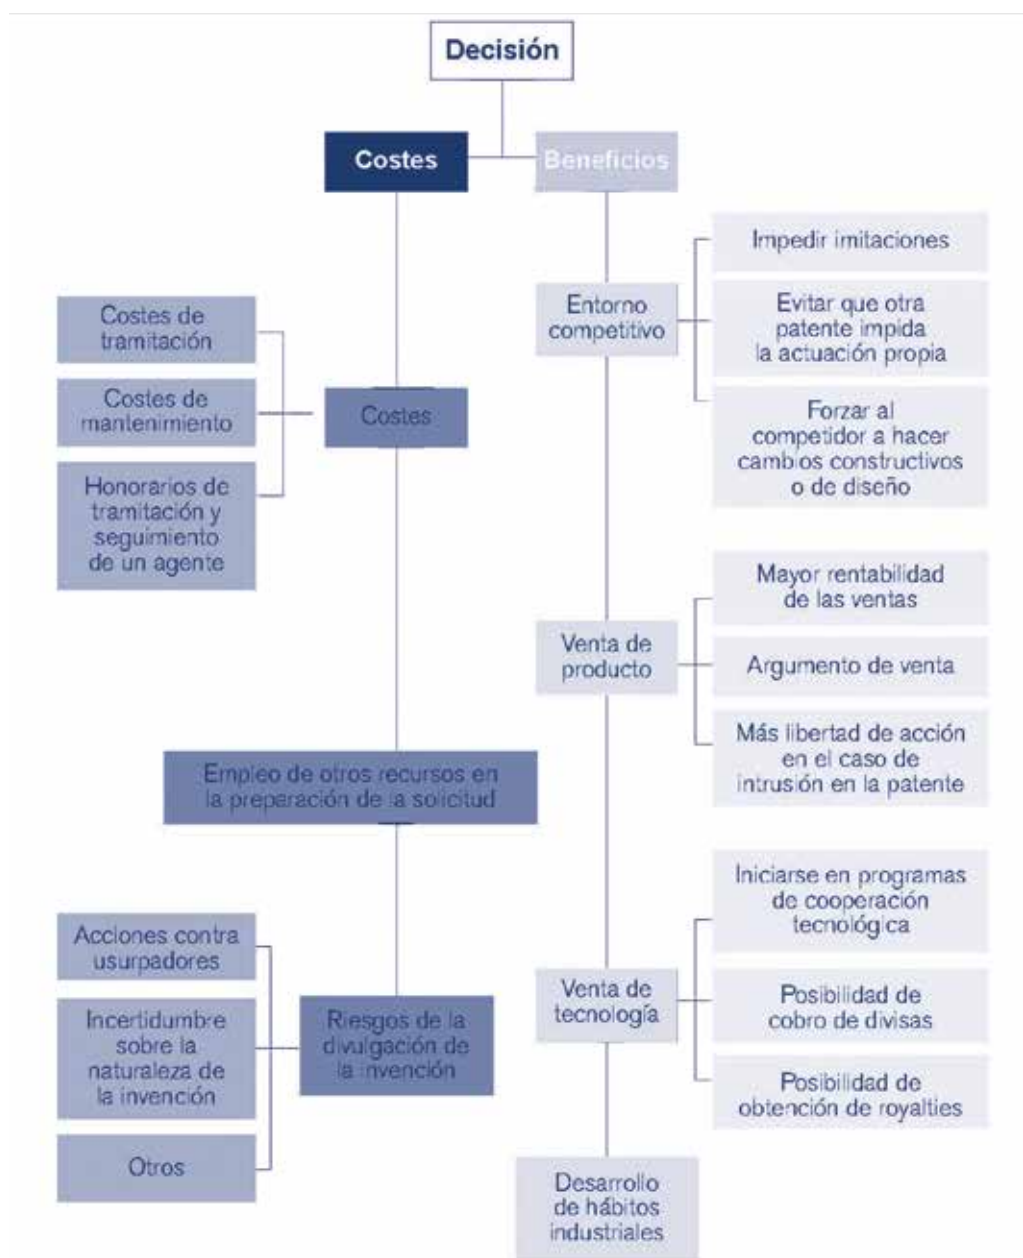 Decisión
Costes
Beneficios
Costes de
tramitación
Costes de
mantenimiento
Honorarios de
tramitación y
seguimiento
de un agente
Costes
Empleo de otros recursos en
la preparación de la solicitud
Acciones contra
usurpadores
Incertidumbre
sobre la
naturaleza de
la invención
Otros
Riesgos de la
divulgación de
la invención
Entorno
competitivo
Impedir imitaciones
Evitar que otra
patente impida
la actuación propia
Forzar al
competidor a hacer
cambios constructivos
o de diseño
Venta de
producto
Mayor rentabilidad
de las ventas
Argumento de venta
Más libertad de acción
en el caso de
intrusión en la patente
Venta de
tecnología
Iniciarse en programas
de cooperación
tecnológica
Posibilidad de
cobro de divisas
Posibilidad de
obtención de royalties
Desarrollo
de hábitos
industriales